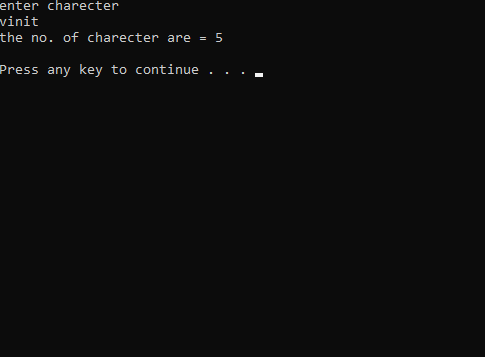 enter charecter
vinit
the no. of charecter are = 5
Press any key to continue . . .